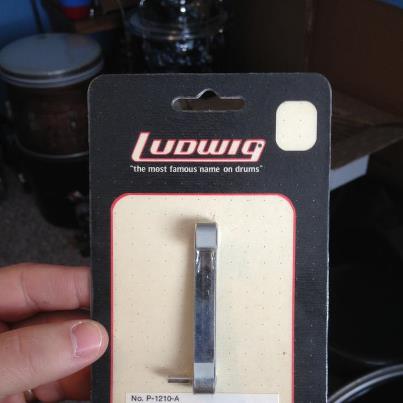 LUDWIG
"the most famous name on drums"
No. P-1210-A